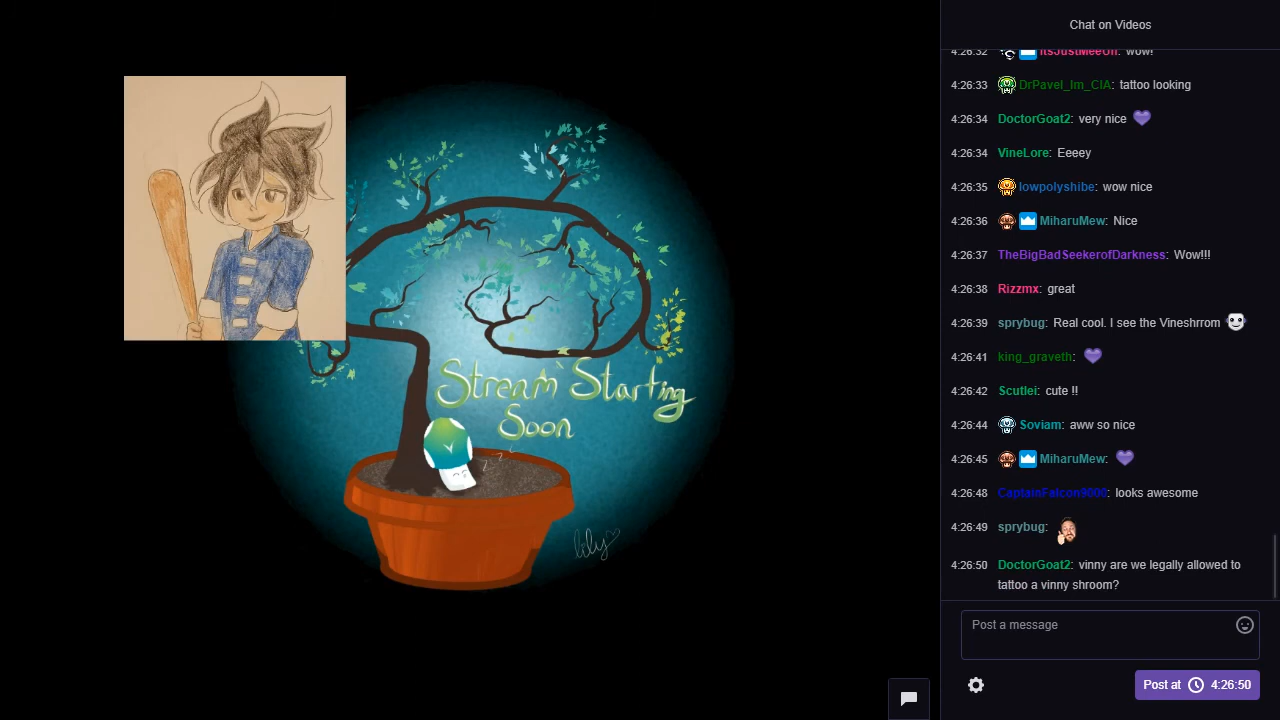 Stream Starting
Soon
z z z
lily
Chat on Videos
4:26:32 ItsJustMeeOh: wow!
4:26:33 DrPavel_Im_CIA: tattoo looking
4:26:34 DoctorGoat2: very nice
4:26:34 VineLore: Eeeey
4:26:35 lowpolyshibe: wow nice
4:26:36 MiharuMew: Nice
4:26:37 TheBigBadSeekerofDarkness: Wow!!!
4:26:38 Rizzmx: great
4:26:39 sprybug: Real cool. I see the Vineshrrom
4:26:41 king_graveth:
4:26:42 Scutlei: cute !!
4:26:44 Soviam: aww so nice
4:26:45 MiharuMew:
4:26:48 CaptainFalcon9000: looks awesome
4:26:49 sprybug:
4:26:50 DoctorGoat2: vinny are we legally allowed to
tattoo a vinny shroom?
Post a message
Post at 4:26:50